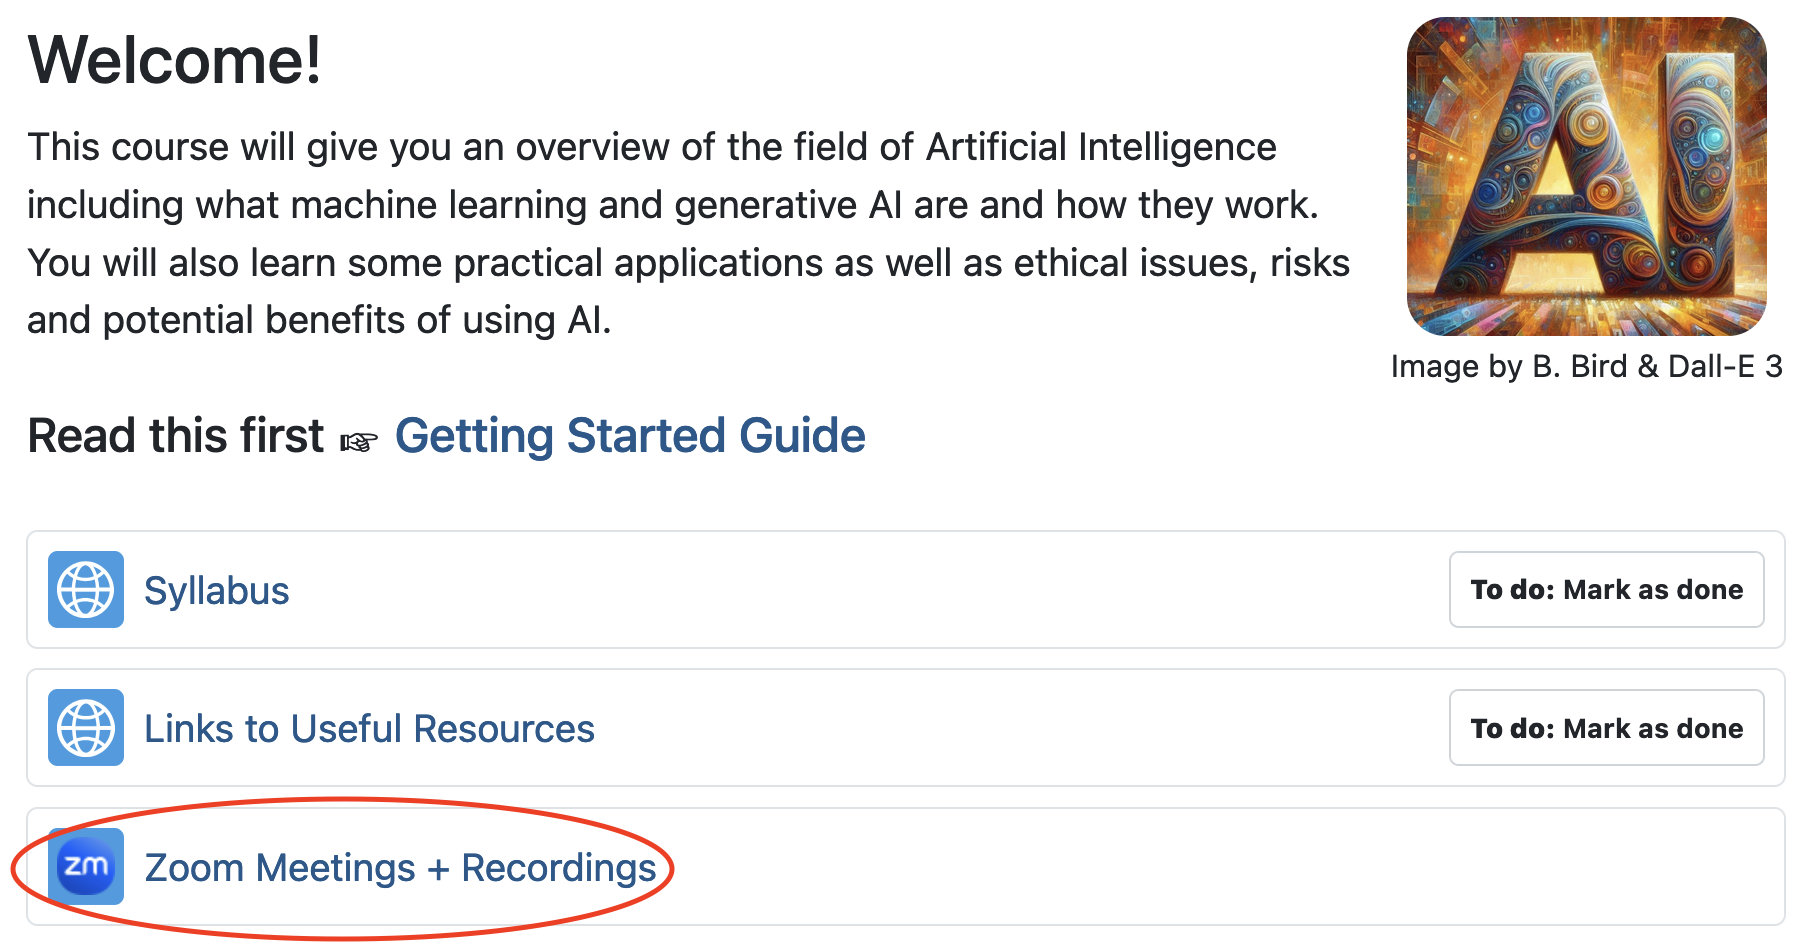 Welcome!
This course will give you an overview of the field of Artificial Intelligence
including what machine learning and generative AI are and how they work.
You will also learn some practical applications as well as ethical issues, risks
and potential benefits of using AI.
AI
Image by B. Bird & Dall-E 3
Read this first ☞ Getting Started Guide
Syllabus
To do: Mark as done
Links to Useful Resources
To do: Mark as done
zm
Zoom Meetings + Recordings